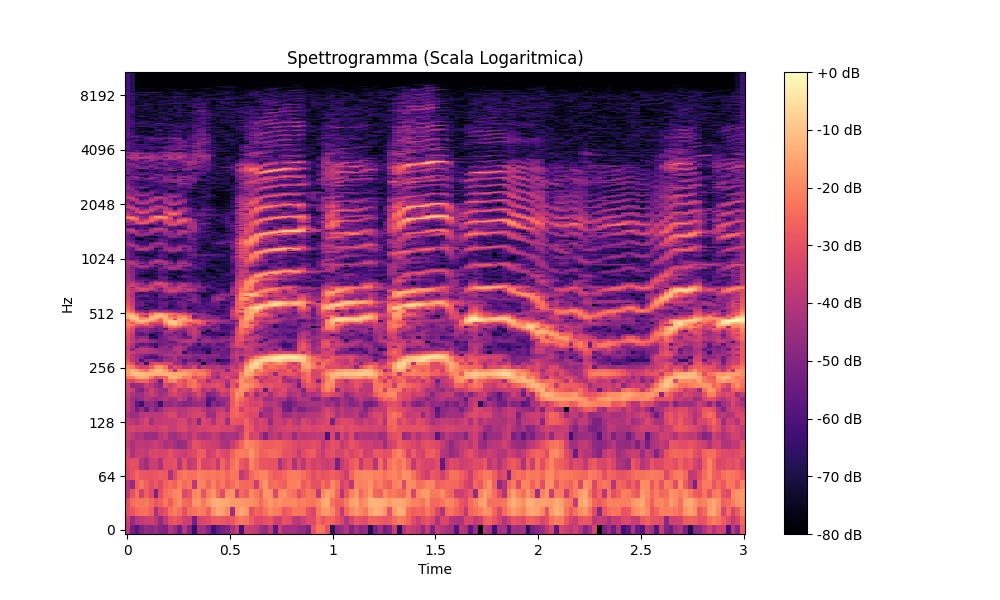 Spettrogramma (Scala Logaritmica)
Hz
8192
4096
2048
1024
512
256
128
64
0
0
0.5
1
1.5
2
2.5
3
Time
+0 dB
-10 dB
-20 dB
-30 dB
-40 dB
-50 dB
-60 dB
-70 dB
-80 dB